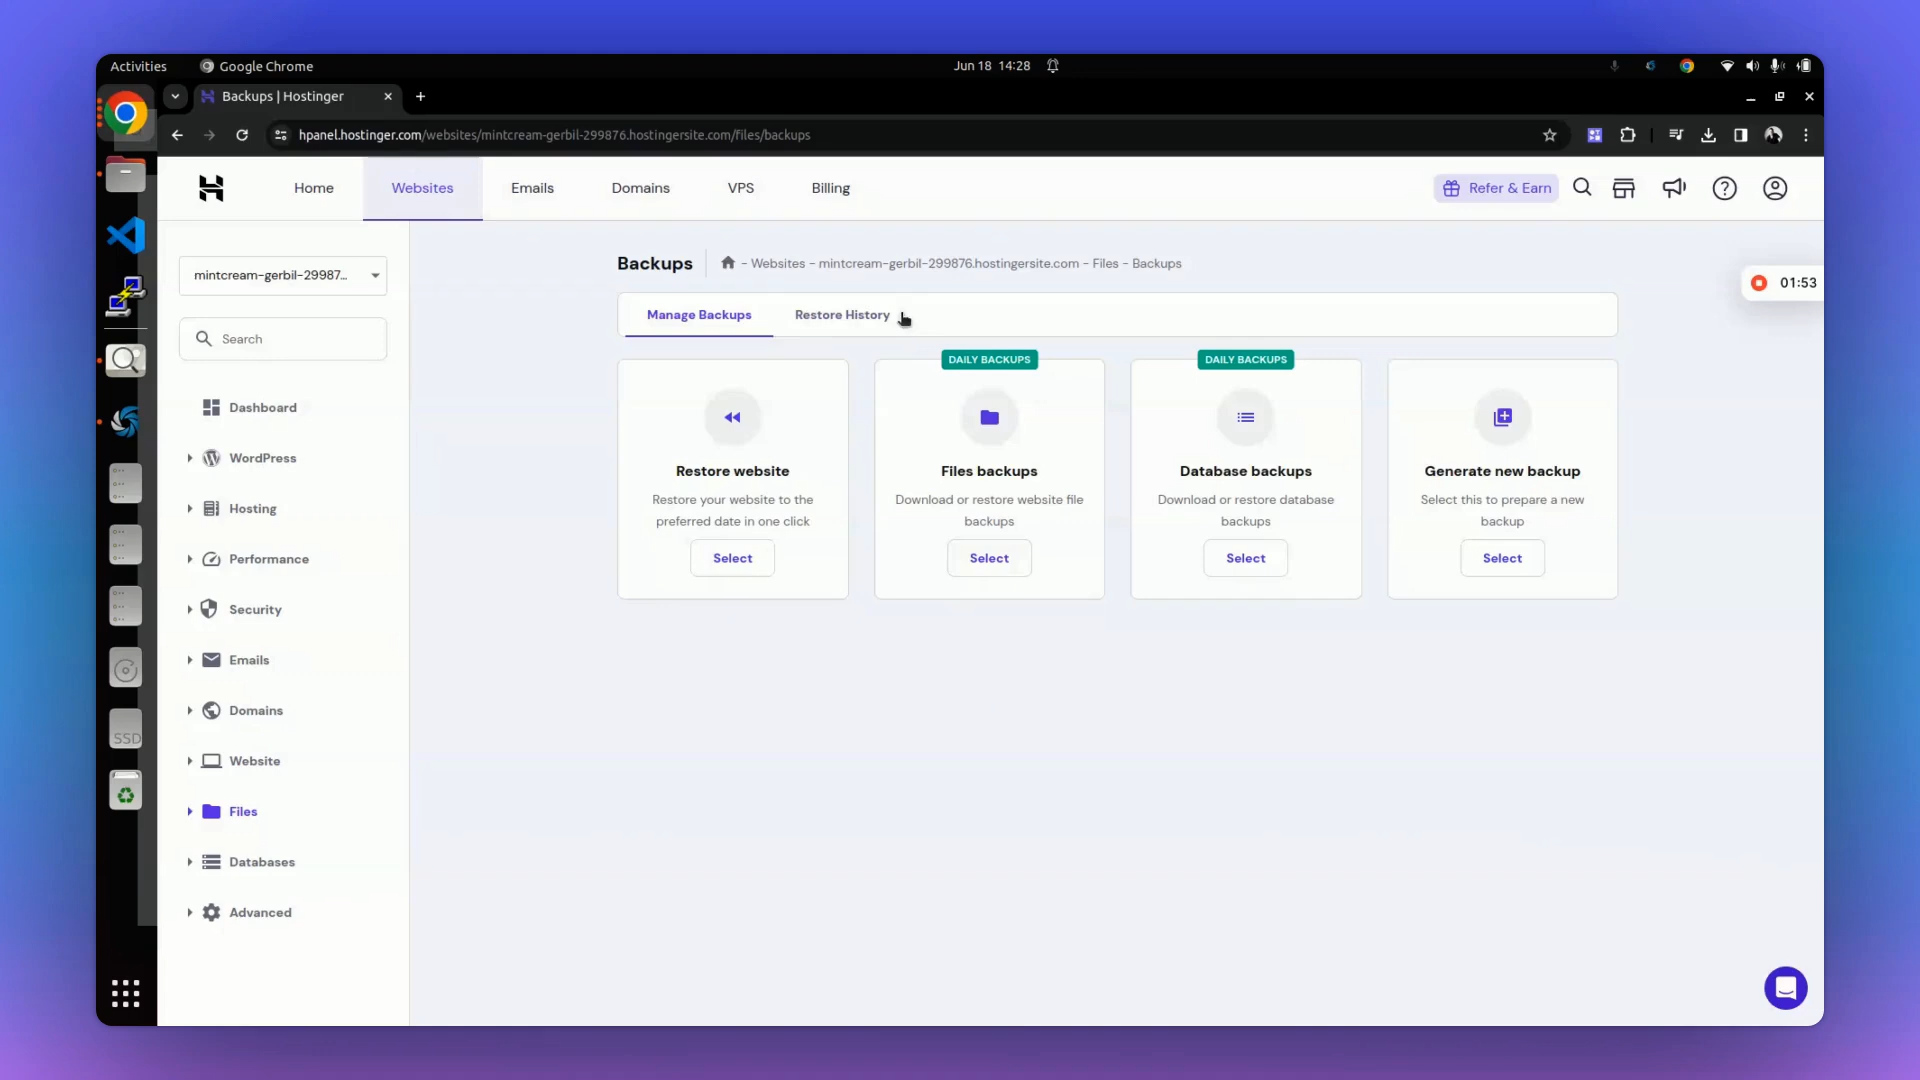 Activities
Google Chrome
Jun 18 14:28
Backups | Hostinger
hpanel.hostinger.com/websites/mintcream-gerbil-299876.hostingersite.com/files/backups
Home
Websites
Emails
Domains
VPS
Billing
Refer & Earn
mintcream-gerbil-29987...
Search
Dashboard
WordPress
Hosting
Performance
Security
Emails
Domains
Website
Files
Databases
Advanced
Backups
- Websites - mintcream-gerbil-299876.hostingersite.com - Files - Backups
01:53
Manage Backups
Restore History
Restore website
Restore your website to the
preferred date in one click
Select
DAILY BACKUPS
Files backups
Download or restore website file
backups
Select
DAILY BACKUPS
Database backups
Download or restore database
backups
Select
Generate new backup
Select this to prepare a new
backup
Select
SSD